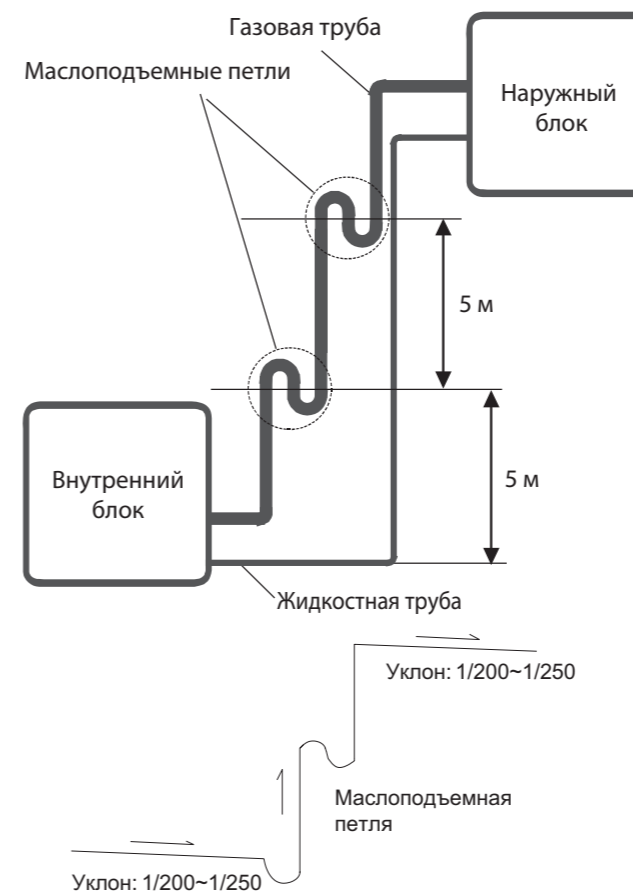 Газовая труба
Маслоподъемные петли
Наружный
блок
5 м
Внутренний
блок
5 м
Жидкостная труба
Уклон: 1/200~1/250
Маслоподъемная
петля
Уклон: 1/200~1/250